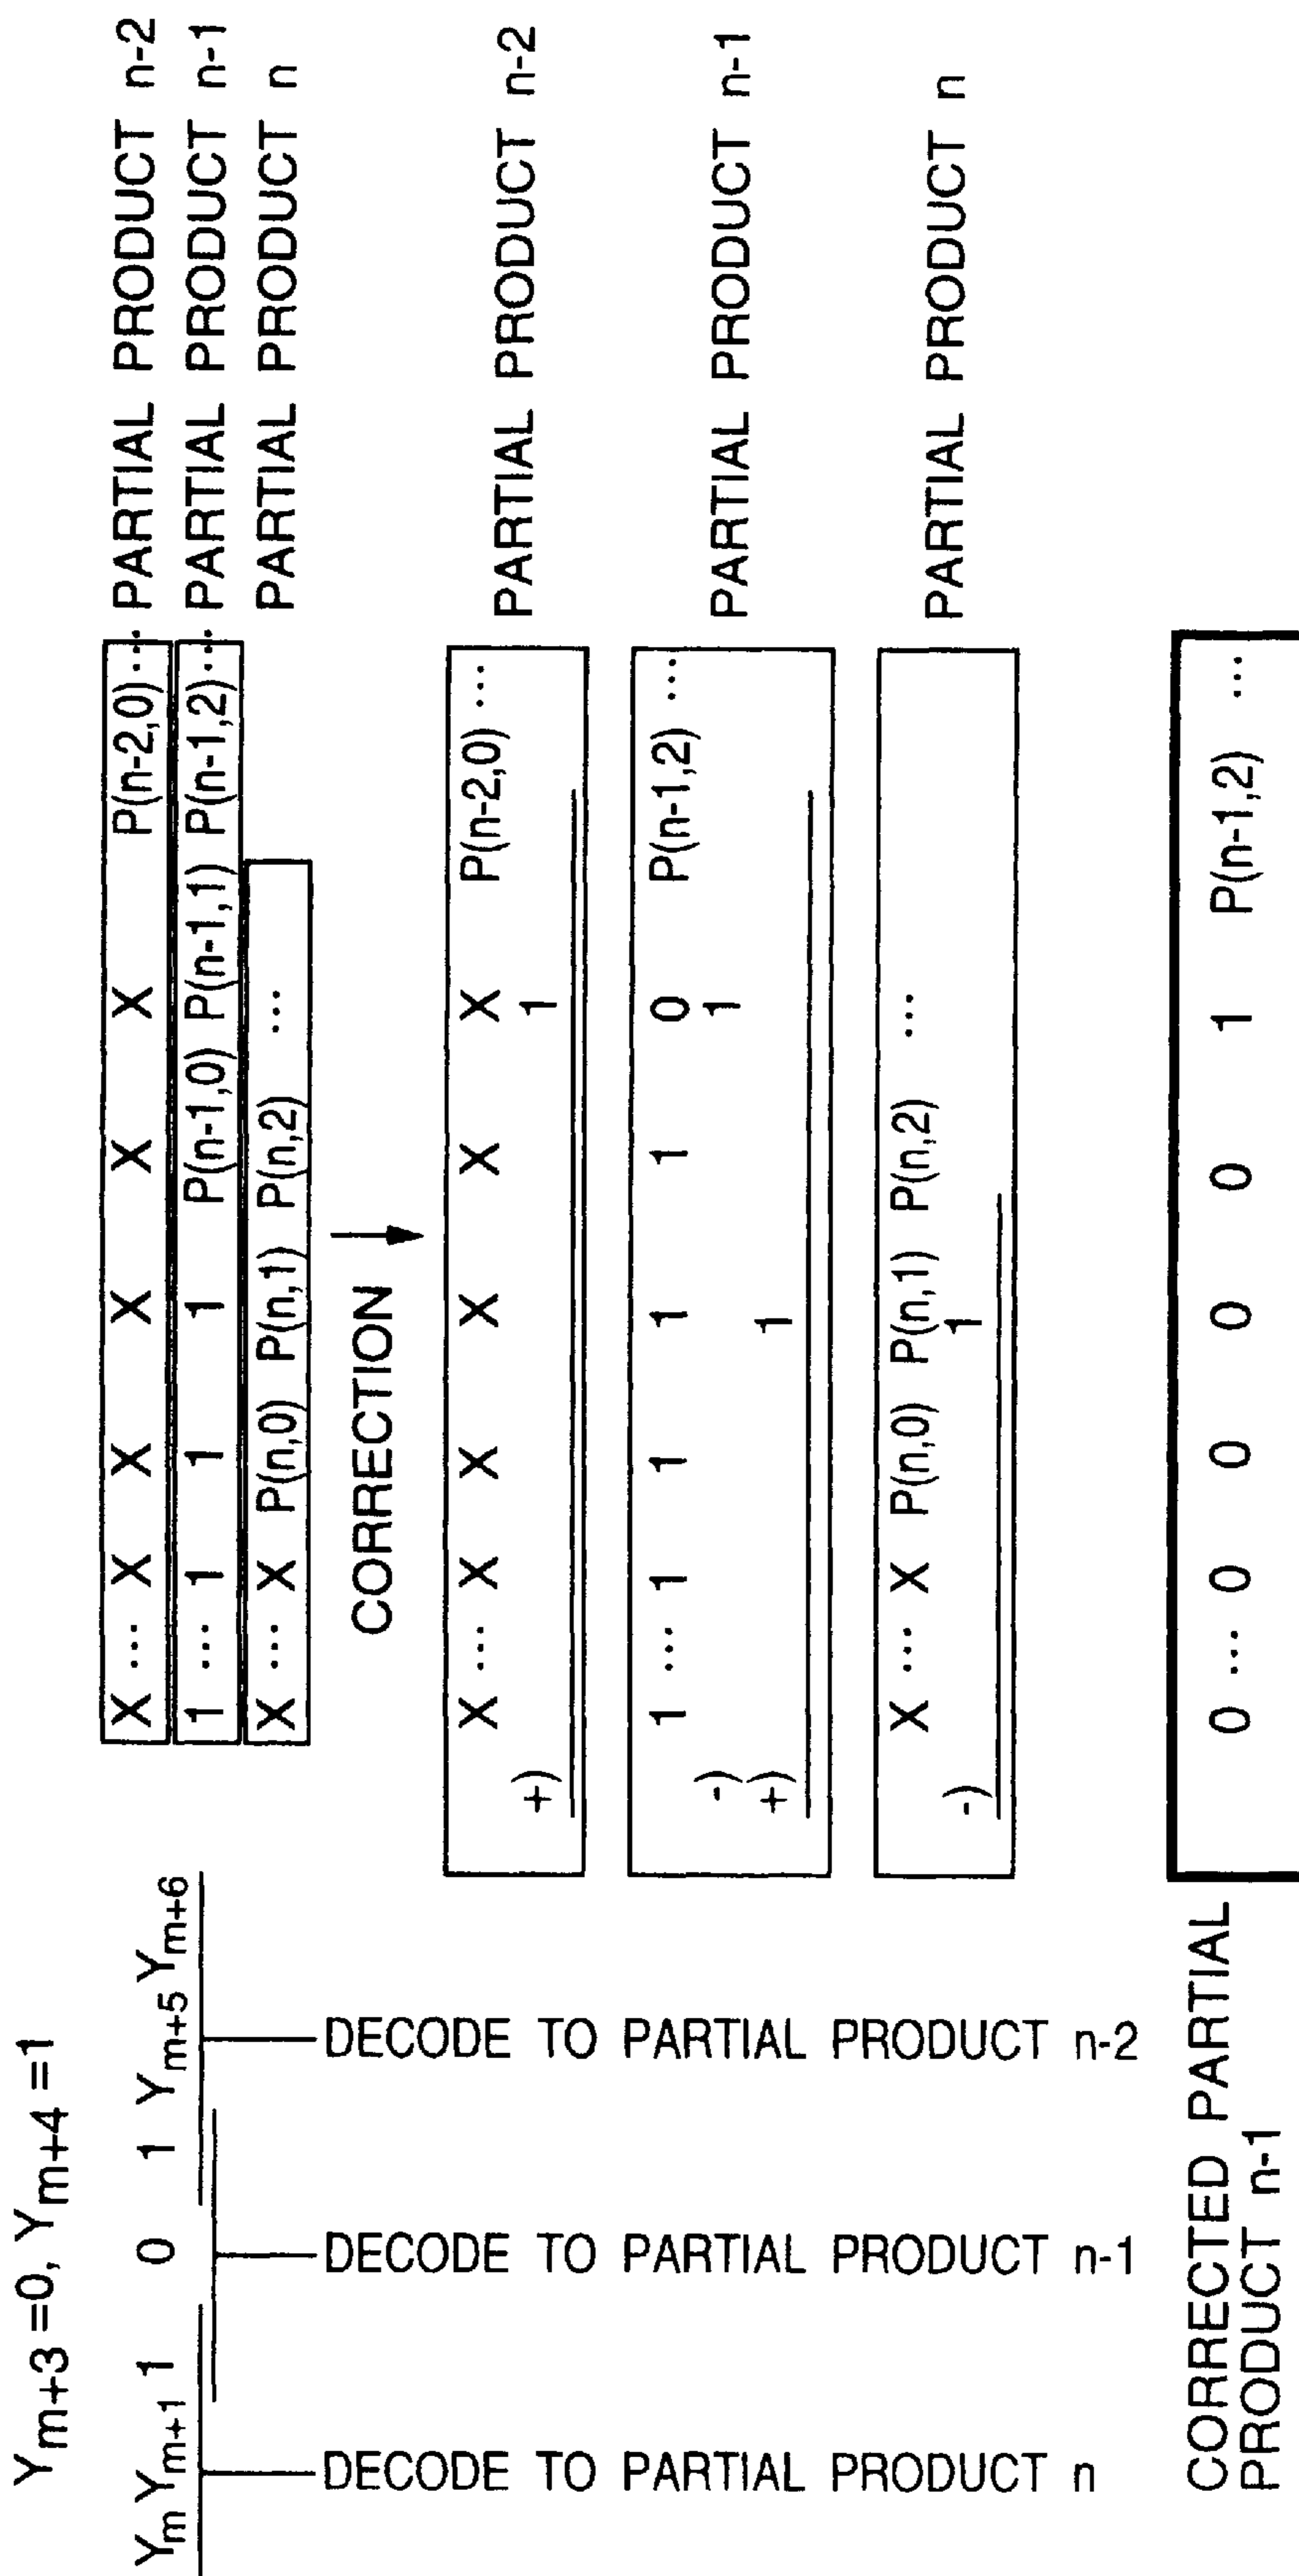 Ym+3 =0, Ym+4 =1
Ym Ym+1 1 0 1 Ym+5 Ym+6
DECODE TO PARTIAL PRODUCT n
DECODE TO PARTIAL PRODUCT n-1
DECODE TO PARTIAL PRODUCT n-2
X ... X X X X X P(n-2,0) ... PARTIAL PRODUCT n-2
1 ... 1 1 1 P(n-1,0) P(n-1,1) P(n-1,2) ... PARTIAL PRODUCT n-1
X ... X P(n,0) P(n,1) P(n,2) ... PARTIAL PRODUCT n
CORRECTION
X ... X X X X X P(n-2,0) ... PARTIAL PRODUCT n-2
+) 1
1 ... 1 1 1 1 0 P(n-1,2) ... PARTIAL PRODUCT n-1
-) 1
+) 1
X ... X P(n,0) P(n,1) P(n,2) ... PARTIAL PRODUCT n
-) 1
CORRECTED PARTIAL
PRODUCT n-1
0 ... 0 0 0 0 1 P(n-1,2) ...